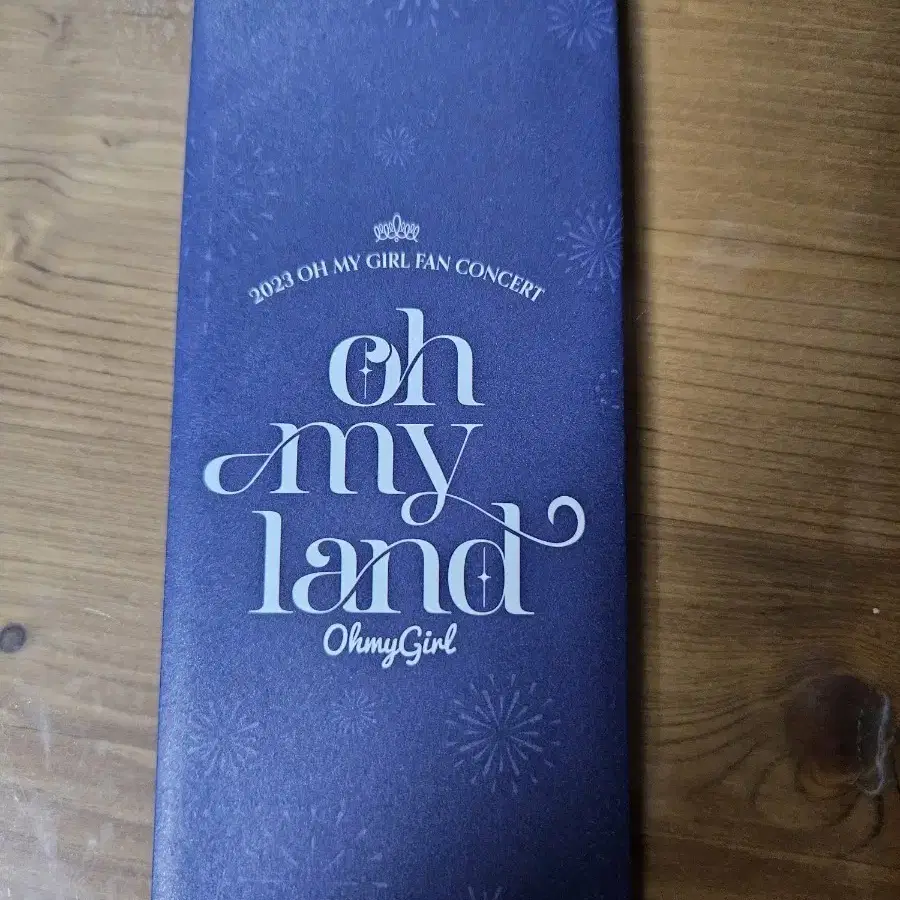 2023 OH MY GIRL FAN CONCERT
oh
my
land
OhmyGirl